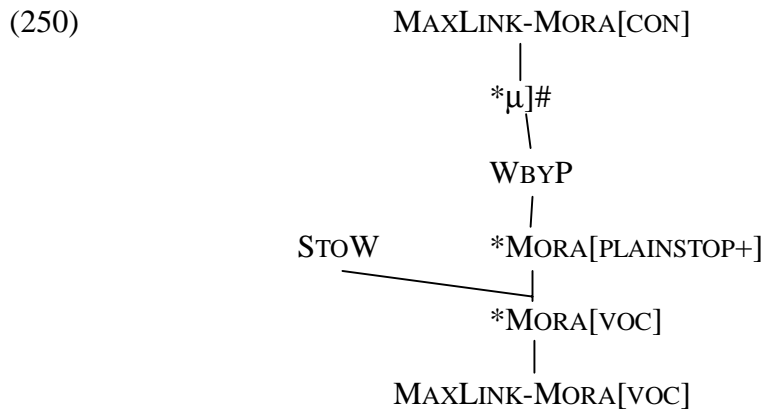 (250) MAXLINK-MORA[CON]
*µ]#
WBYP
STOW *MORA[PLAINSTOP+]
*MORA[VOC]
MAXLINK-MORA[VOC]